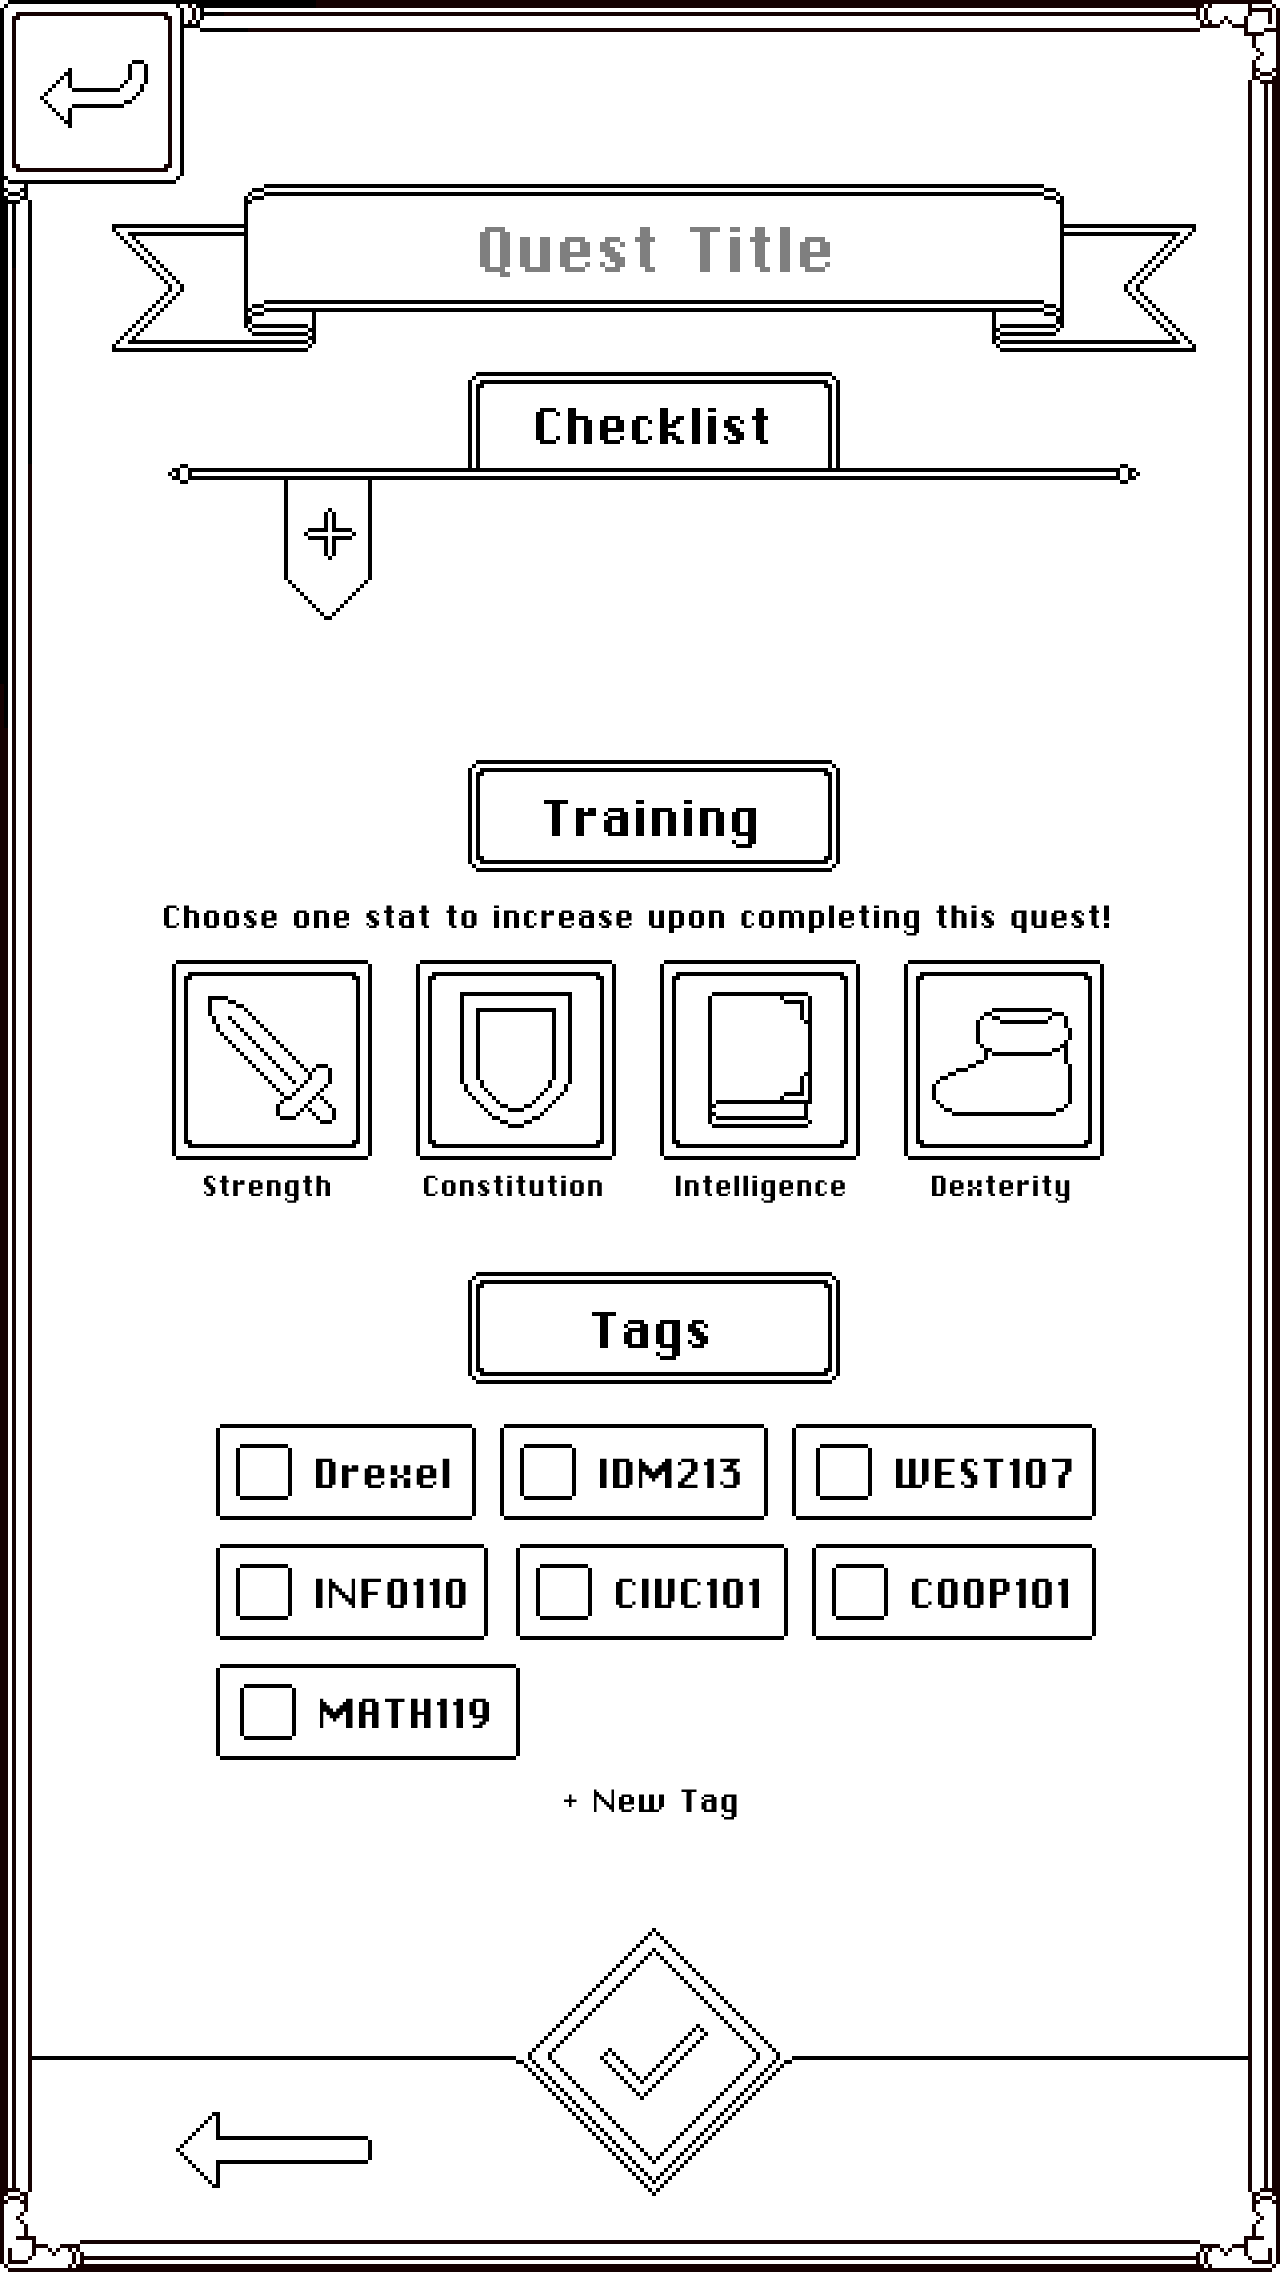 Quest Title
Checklist
Training
Choose one stat to increase upon completing this quest!
Strength Constitution Intelligence Dexterity
Tags
Drexel IDM213 WEST107
INFO110 CIVC101 COOP101
MATH119
+ New Tag